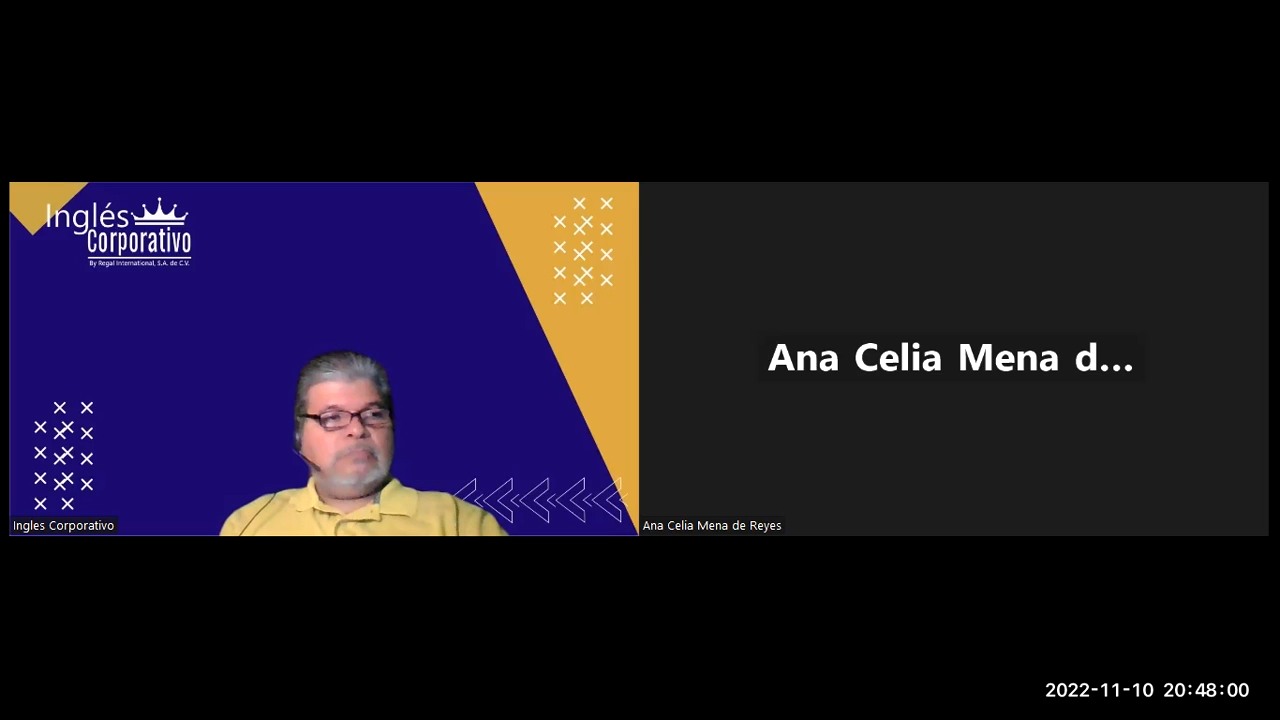 Inglés
Corporativo
By Regal International, S.A. de C.V.
Ana Celia Mena d...
Ingles Corporativo
Ana Celia Mena de Reyes
2022-11-10 20:48:00